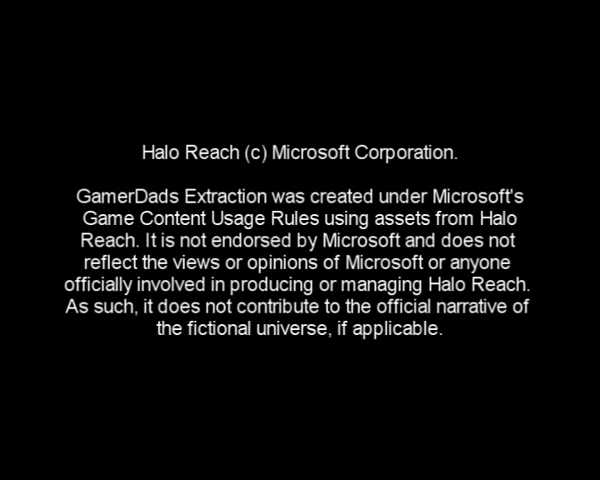 Halo Reach (c) Microsoft Corporation.
GamerDads Extraction was created under Microsoft's
Game Content Usage Rules using assets from Halo
Reach. It is not endorsed by Microsoft and does not
reflect the views or opinions of Microsoft or anyone
officially involved in producing or managing Halo Reach.
As such, it does not contribute to the official narrative of
the fictional universe, if applicable.